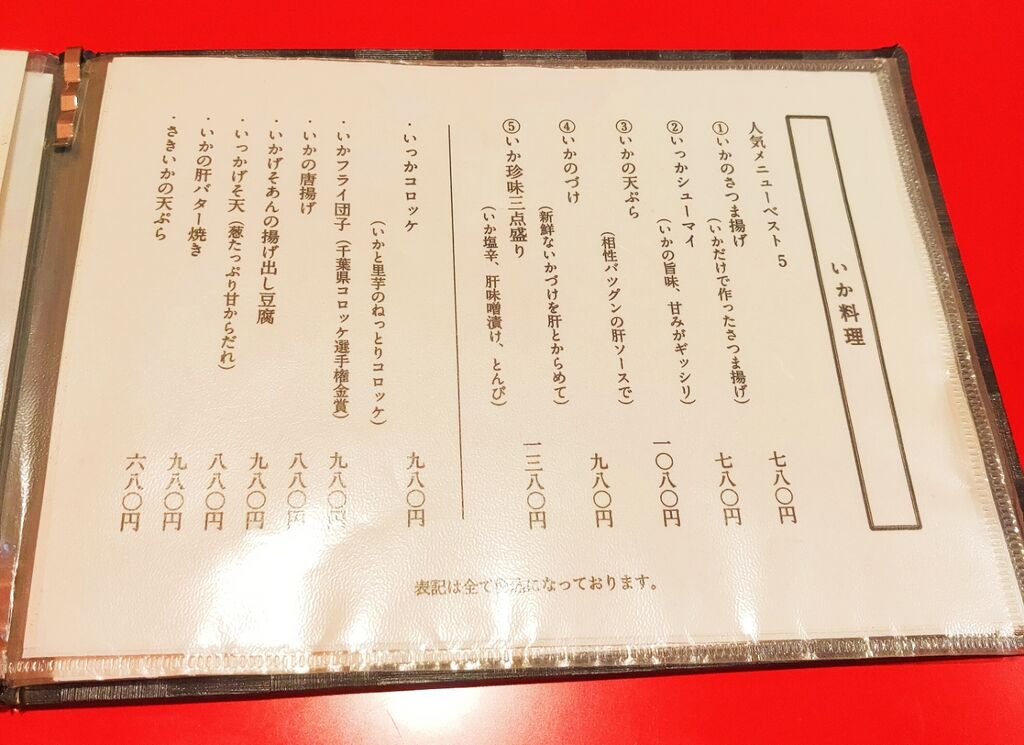 いか料理
人気メニューベスト5
①いかのさつま揚げ 七八〇円
(いかだけで作ったさつま揚げ)
②いっかシューマイ 七八〇円
(いかの旨味、甘みがギッシリ)
③いかの天ぷら 一〇八〇円
(相性バツグンの肝ソースで)
④いかのづけ 九八〇円
(新鮮ないかづけを肝とからめて)
⑤いか珍味三点盛り 一三八〇円
(いか塩辛、肝味噌漬け、とんび)
・いっかコロッケ 九八〇円
(いかと里芋のねっとりコロッケ)
・いかフライ団子(千葉県コロッケ選手権金賞) 九八〇円
・いかの唐揚げ 八八〇円
・いかげそあんの揚げ出し豆腐 九八〇円
・いっかげそ天(葱たっぷり甘からだれ) 八八〇円
・いかの肝バター焼き 九八〇円
・さきいかの天ぷら 六八〇円
表記は全てになっております。